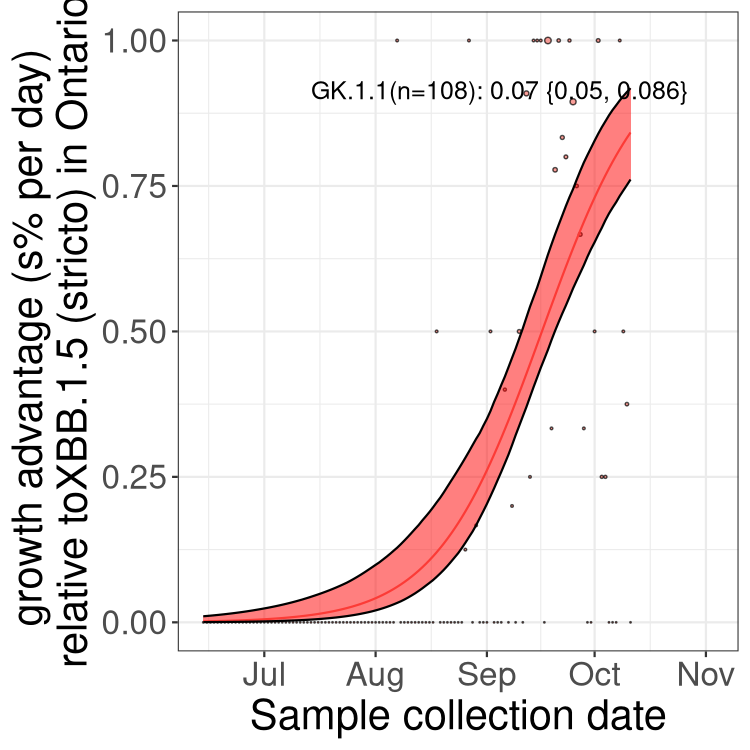 growth advantage (s% per day)
relative toXBB.1.5 (stricto) in Ontario
1.00
0.75
0.50
0.25
0.00
GK.1.1(n=108): 0.07 {0.05, 0.086}
Jul Aug Sep Oct Nov
Sample collection date